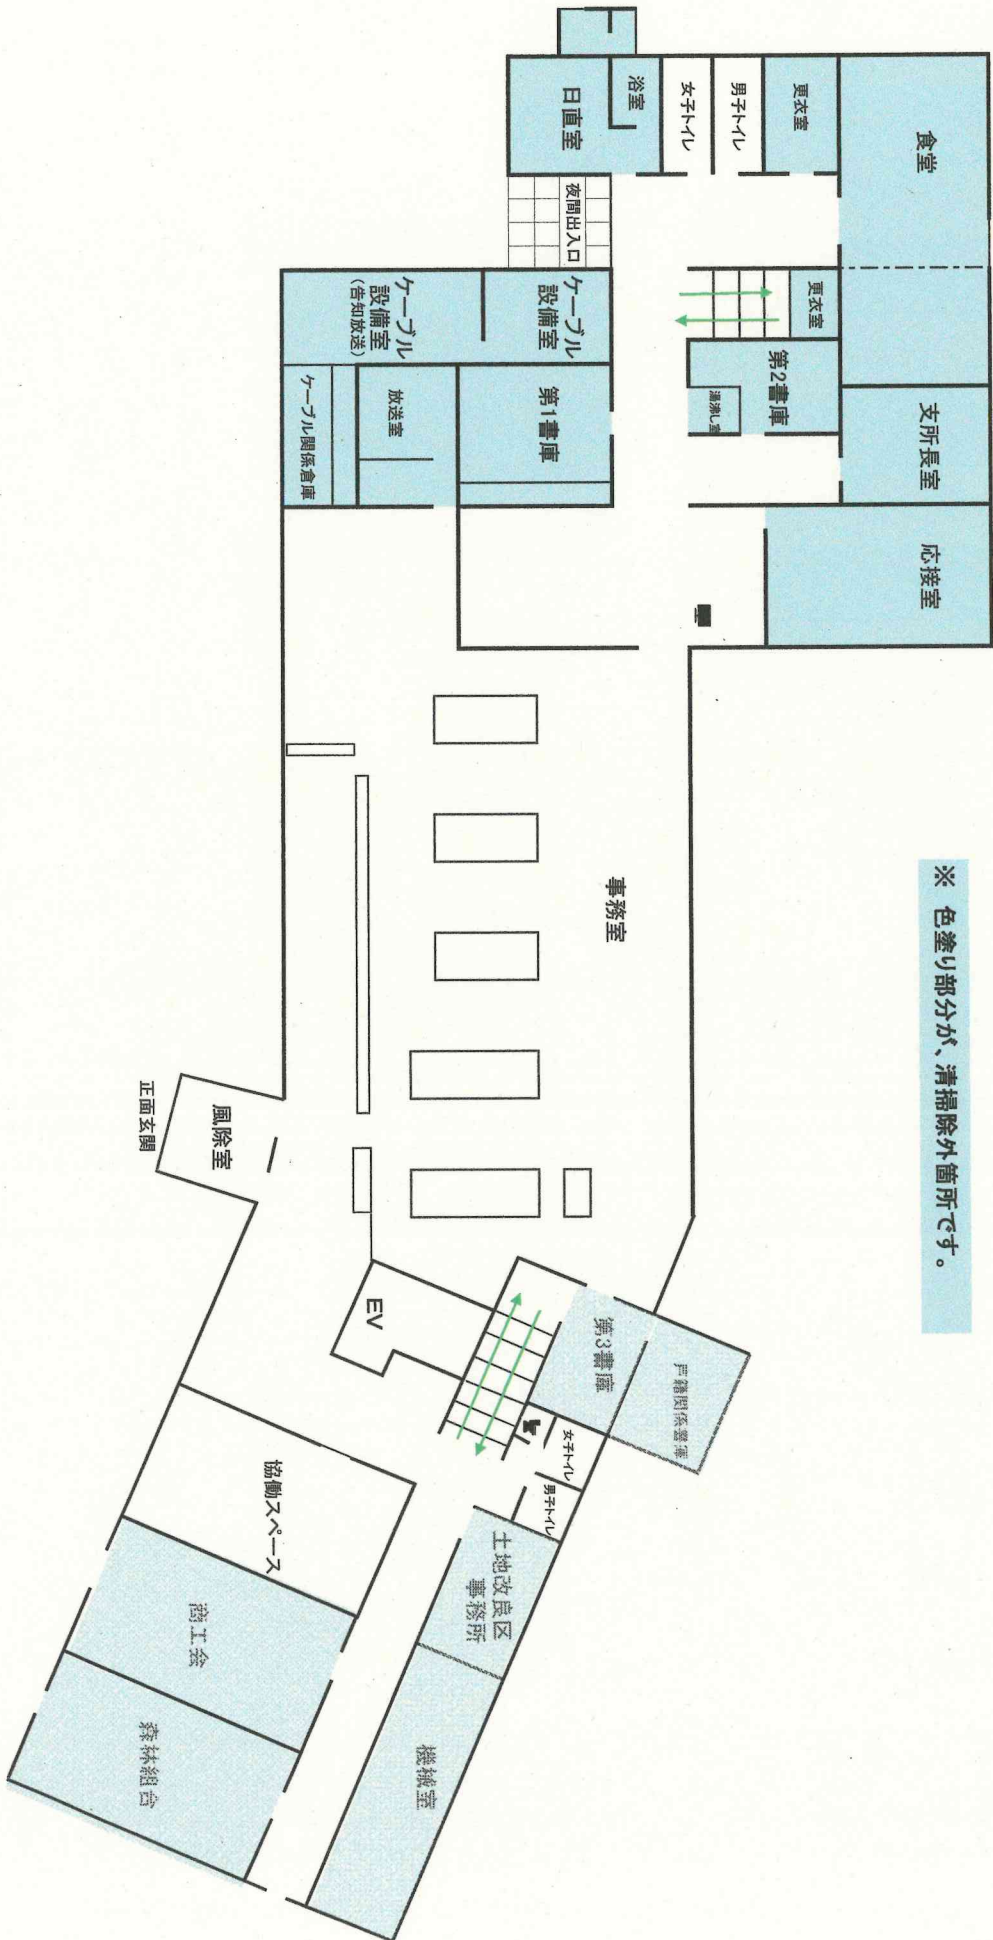 ※ 色塗り部分が、清掃除外箇所です。
食堂
支所長室
応接室
更衣室
男子トイレ
女子トイレ
浴室
日直室
夜間出入口
更衣室
第2書庫
湯沸し室
ケーブル
設備室
ケーブル
設備室
(告知放送)
第1書庫
放送室
ケーブル関係倉庫
事務室
風除室
正面玄関
EV
第3書庫
戸籍関係書庫
女子トイレ
男子トイレ
土地改良区
事務所
機械室
協働スペース
商工会
森林組合